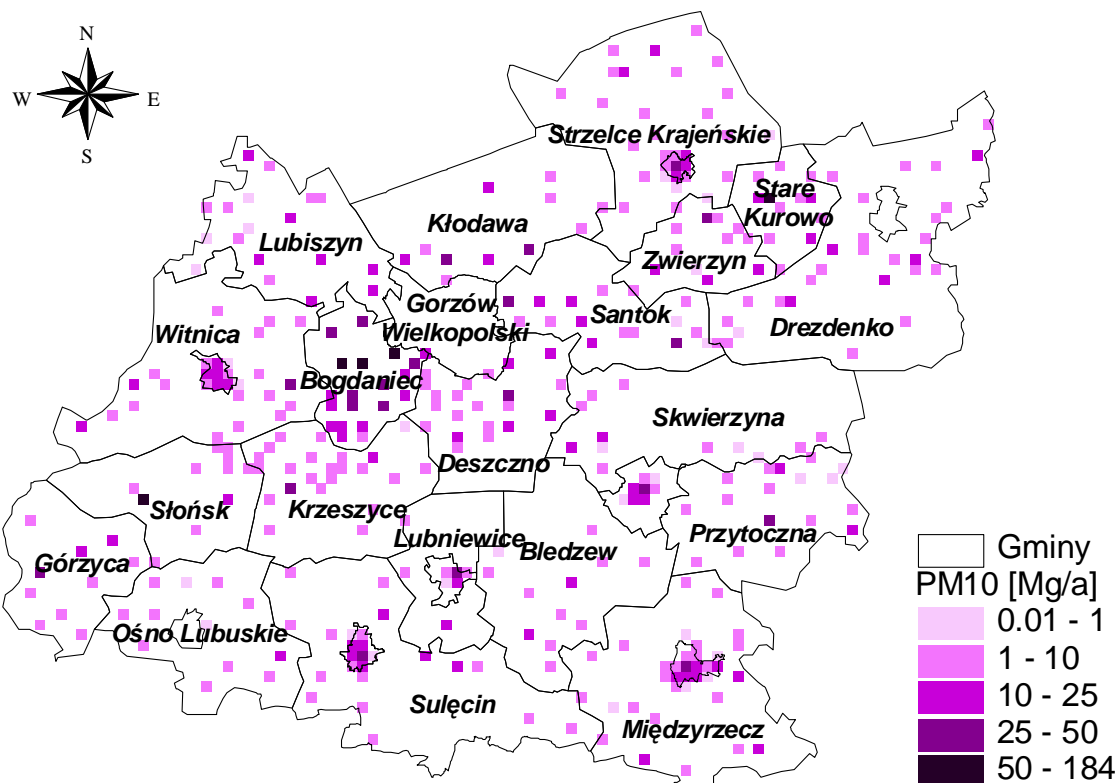 N
W E
S
Strzelce Krajeńskie
Stare
Kurowo
Kłodawa
Lubiszyn
Zwierzyn
Gorzów
Wielkopolski
Santok
Drezdenko
Witnica
Bogdaniec
Skwierzyna
Deszczno
Słońsk
Krzeszyce
Lubniewice
Bledzew
Przytoczna
Górzyca
Ośno Lubuskie
Sulęcin
Międzyrzecz
Gminy
PM10 [Mg/a]
0.01 - 1
1 - 10
10 - 25
25 - 50
50 - 184